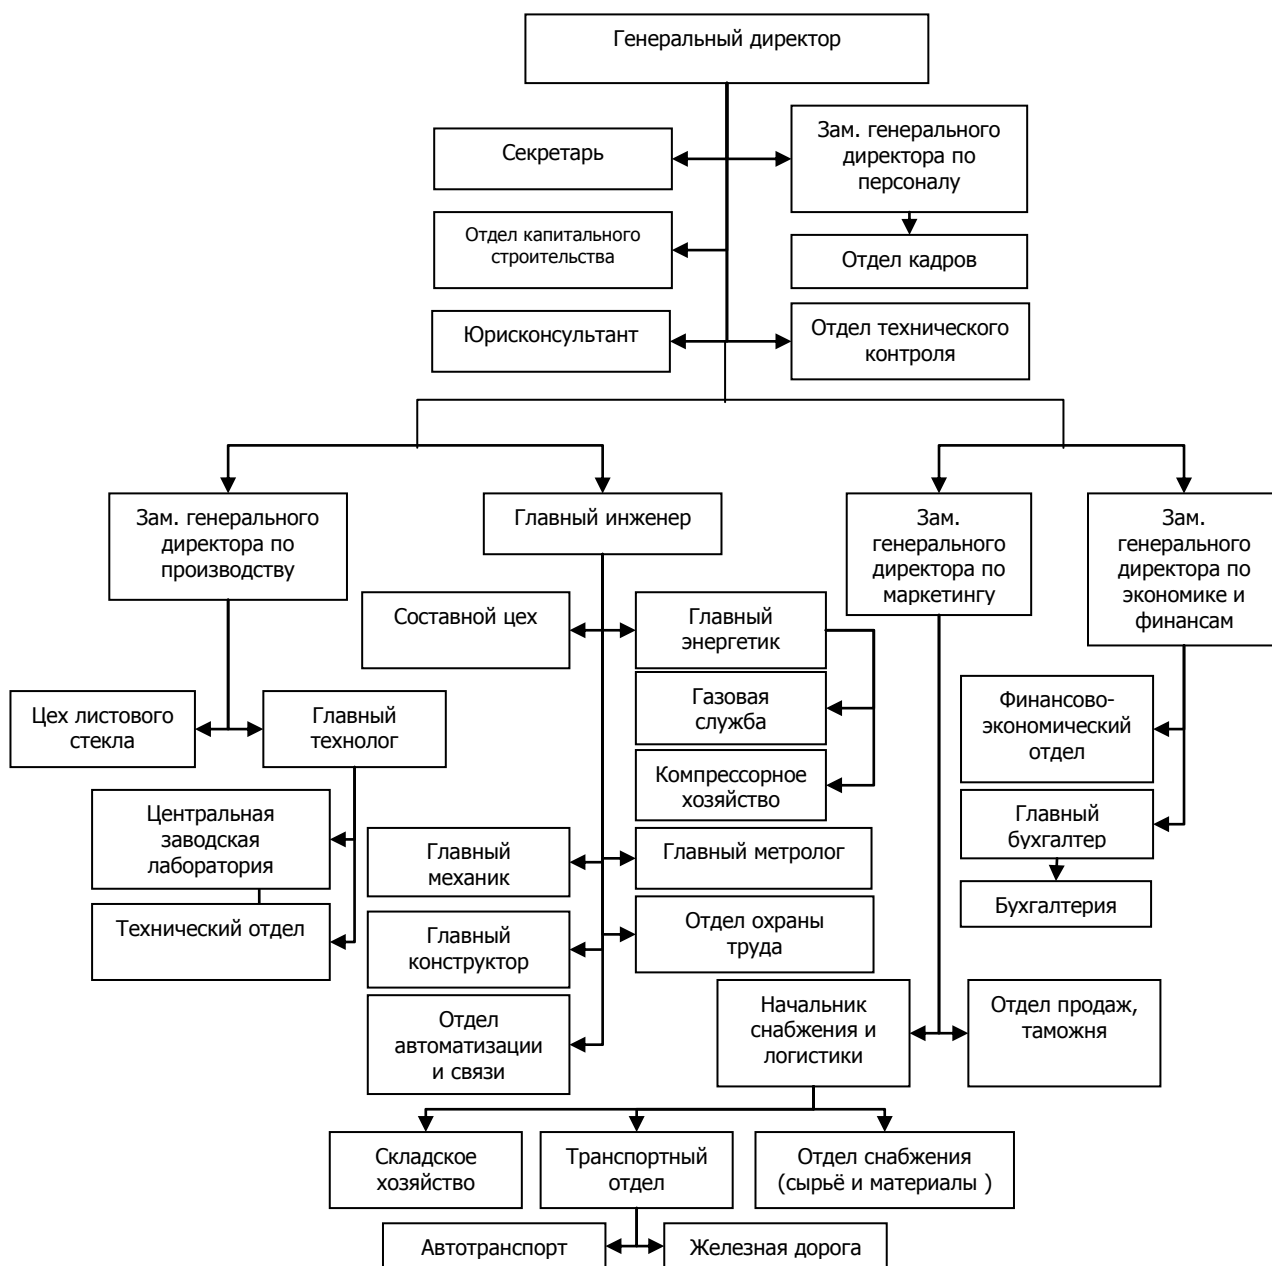 Генеральный директор
Секретарь
Зам. генерального
директора по
персоналу
Отдел капитального
строительства
Отдел кадров
Юрисконсультант
Отдел технического
контроля
Зам. генерального
директора по
производству
Главный инженер
Зам.
генерального
директора по
маркетингу
Зам.
генерального
директора по
экономике и
финансам
Составной цех
Главный
энергетик
Газовая
служба
Компрессорное
хозяйство
Цех листового
стекла
Главный
технолог
Финансово-
экономический
отдел
Центральная
заводская
лаборатория
Главный
механик
Главный метролог
Главный
бухгалтер
Бухгалтерия
Технический отдел
Главный
конструктор
Отдел охраны
труда
Отдел
автоматизации
и связи
Начальник
снабжения и
логистики
Отдел продаж,
таможня
Складское
хозяйство
Транспортный
отдел
Отдел снабжения
(сырьё и материалы )
Автотранспорт
Железная дорога